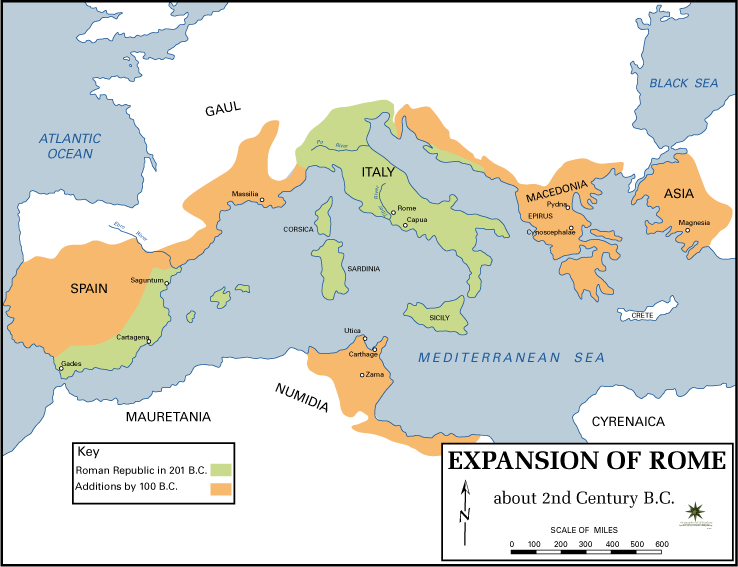 BLACK SEA
GAUL
ATLANTIC
OCEAN
Po River
ITALY
MACEDONIA
ASIA
Massilia
Pydna
Rome
EPIRUS
Capua
Magnesia
Ebro River
CORSICA
Cynoscephalae
SARDINIA
Saguntum
SPAIN
CRETE
SICILY
Utica
Cartagena
Carthage
MEDITERRANEAN SEA
Gades
Zama
NUMIDIA
MAURETANIA
CYRENAICA
Key
Roman Republic in 201 B.C.
Additions by 100 B.C.
EXPANSION OF ROME
about 2nd Century B.C.
N
SCALE OF MILES
0 100 200 300 400 500 600